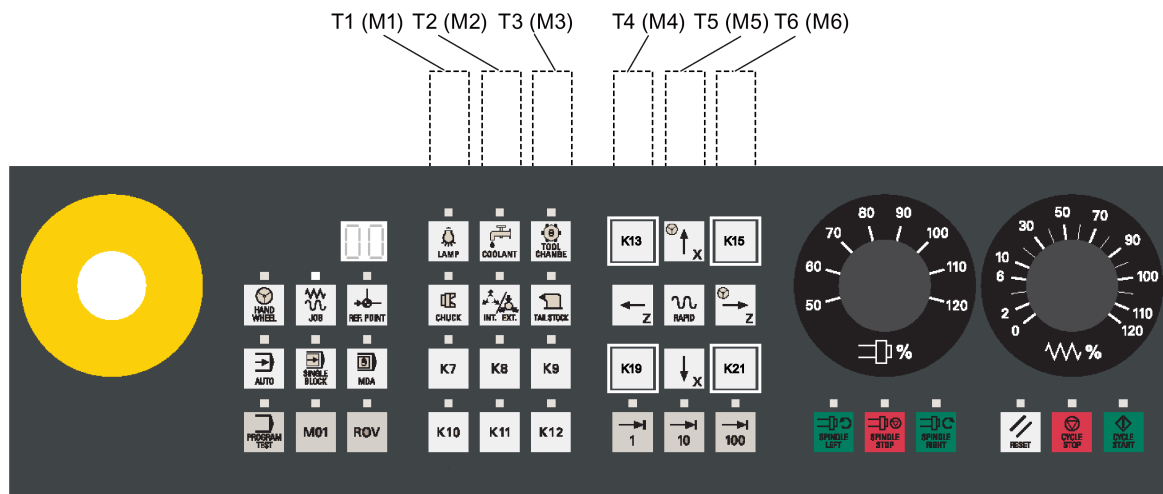 T1 (M1) T2 (M2) T3 (M3) T4 (M4) T5 (M5) T6 (M6)
00
LAMP COOLANT TOOL CHANBE
K13 X K15
HAND WHEEL JOB REF. POINT
CHUCK INT. EXT. TAIL STOCK
Z RAPID Z
AUTO SINGLE BLOCK MDA
K7 K8 K9
K19 X K21
PROGRAM TEST M01 ROV
K10 K11 K12
1 10 100
50 60 70 80 90 100 110 120
%
0 2 6 10 30 50 70 90 100 110 120
%
SPINDLE LEFT SPINDLE STOP SPINDLE RIGHT
RESET CYCLE STOP CYCLE START